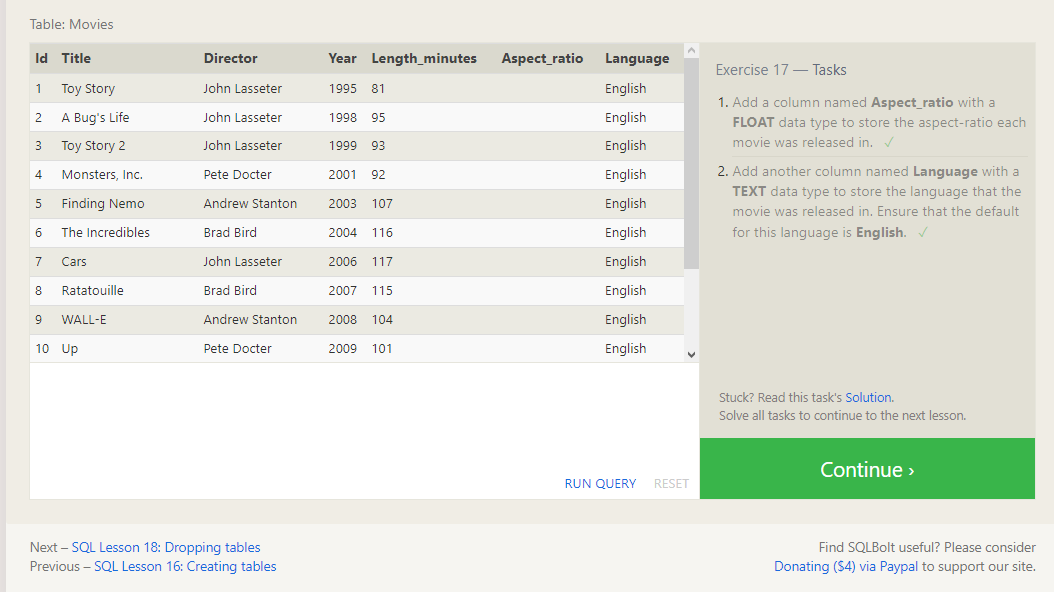 Table: Movies
Id Title Director Year Length_minutes Aspect_ratio Language
1 Toy Story John Lasseter 1995 81 English
2 A Bug's Life John Lasseter 1998 95 English
3 Toy Story 2 John Lasseter 1999 93 English
4 Monsters, Inc. Pete Docter 2001 92 English
5 Finding Nemo Andrew Stanton 2003 107 English
6 The Incredibles Brad Bird 2004 116 English
7 Cars John Lasseter 2006 117 English
8 Ratatouille Brad Bird 2007 115 English
9 WALL-E Andrew Stanton 2008 104 English
10 Up Pete Docter 2009 101 English
RUN QUERY RESET
Exercise 17 — Tasks
1. Add a column named Aspect_ratio with a
FLOAT data type to store the aspect-ratio each
movie was released in. ✓
2. Add another column named Language with a
TEXT data type to store the language that the
movie was released in. Ensure that the default
for this language is English. ✓
Stuck? Read this task's Solution.
Solve all tasks to continue to the next lesson.
Continue ›
Next – SQL Lesson 18: Dropping tables
Previous – SQL Lesson 16: Creating tables
Find SQLBolt useful? Please consider
Donating ($4) via Paypal to support our site.